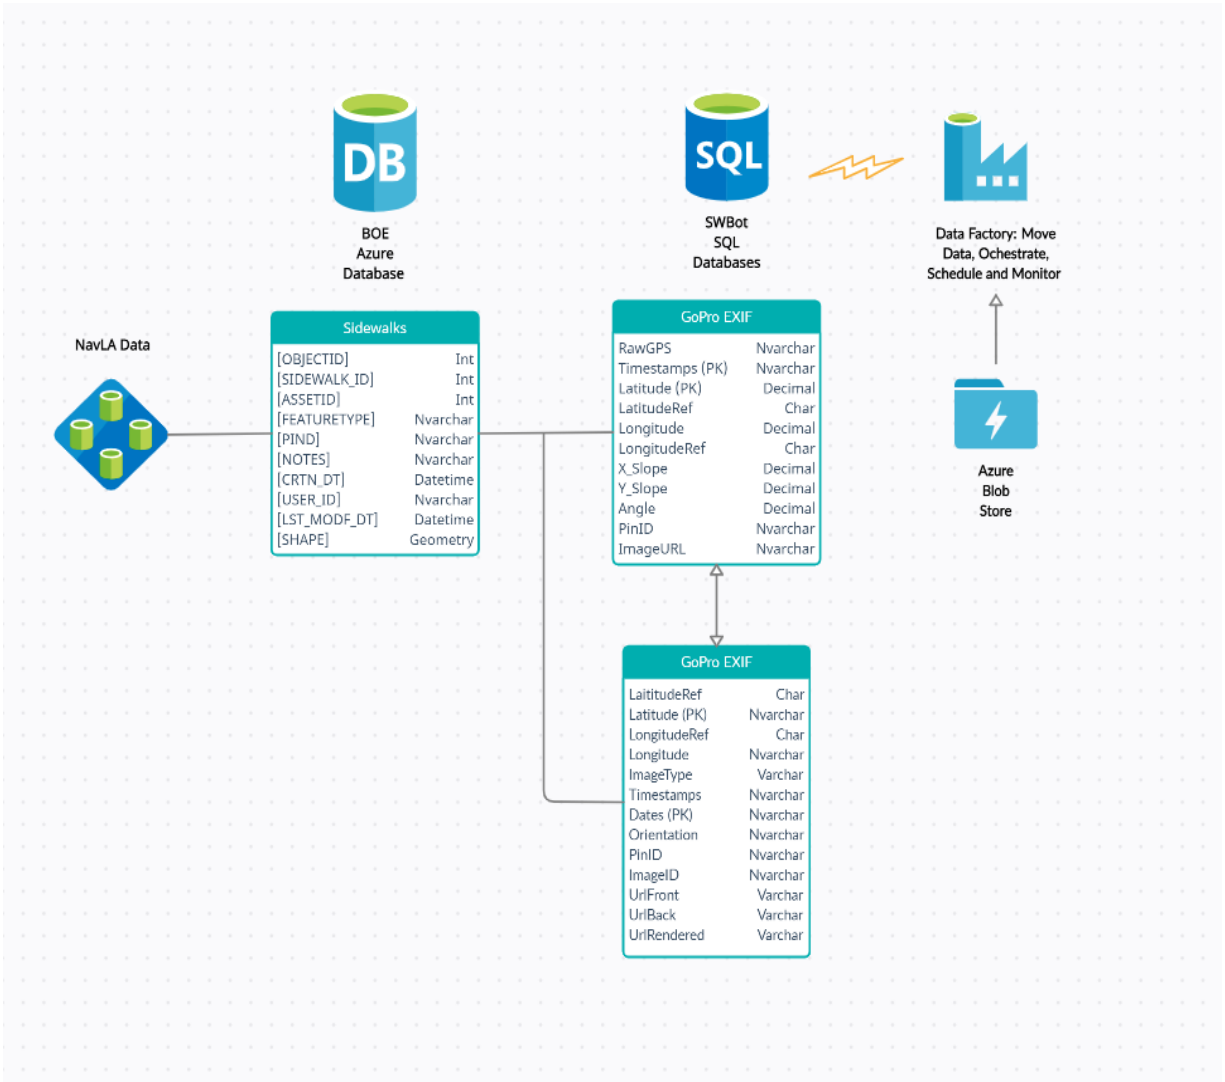 DB
BOE
Azure
Database
SQL
SWBot
SQL
Databases
Data Factory: Move
Data, Ochestrate,
Schedule and Monitor
NavLA Data
Sidewalks
[OBJECTID] Int
[SIDEWALK_ID] Int
[ASSETID] Int
[FEATURETYPE] Nvarchar
[PIND] Nvarchar
[NOTES] Nvarchar
[CRTN_DT] Datetime
[USER_ID] Nvarchar
[LST_MODF_DT] Datetime
[SHAPE] Geometry
GoPro EXIF
RawGPS Nvarchar
Timestamps (PK) Nvarchar
Latitude (PK) Decimal
LatitudeRef Char
Longitude Decimal
LongitudeRef Char
X_Slope Decimal
Y_Slope Decimal
Angle Decimal
PinID Nvarchar
ImageURL Nvarchar
Azure
Blob
Store
GoPro EXIF
LaititudeRef Char
Latitude (PK) Nvarchar
LongitudeRef Char
Longitude Nvarchar
ImageType Varchar
Timestamps Nvarchar
Dates (PK) Nvarchar
Orientation Nvarchar
PinID Nvarchar
ImageID Nvarchar
UrlFront Varchar
UrlBack Varchar
UrlRendered Varchar